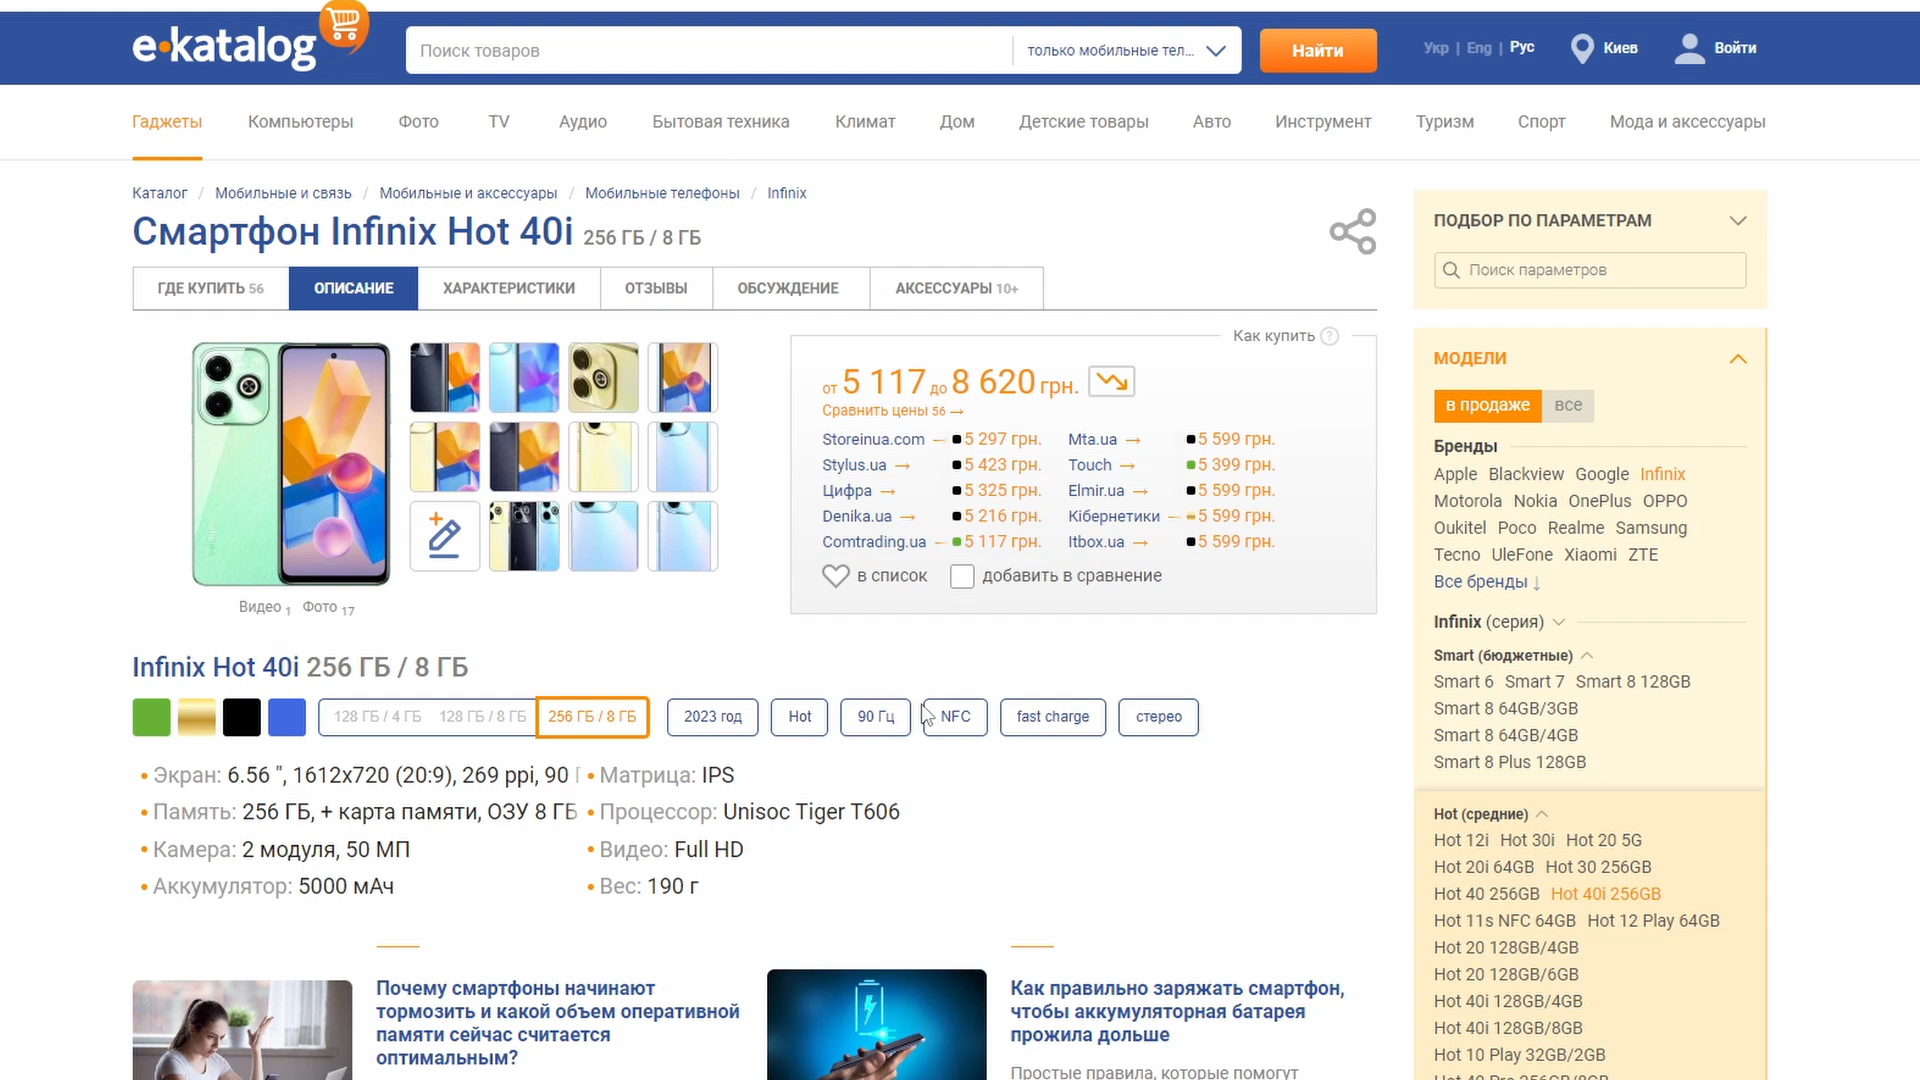 e·katalog
Поиск товаров
только мобильные тел...
Найти
Укр | Eng | Рус
Киев
Войти
Гаджеты Компьютеры Фото TV Аудио Бытовая техника Климат Дом Детские товары Авто Инструмент Туризм Спорт Мода и аксессуары
Каталог / Мобильные и связь / Мобильные и аксессуары / Мобильные телефоны / Infinix
Смартфон Infinix Hot 40i 256 ГБ / 8 ГБ
ГДЕ КУПИТЬ 56 ОПИСАНИЕ ХАРАКТЕРИСТИКИ ОТЗЫВЫ ОБСУЖДЕНИЕ АКСЕССУАРЫ 10+
Как купить ?
от 5 117 до 8 620 грн.
Сравнить цены 56 →
Storeinua.com → 5 297 грн. Mta.ua → 5 599 грн.
Stylus.ua → 5 423 грн. Touch → 5 399 грн.
Цифра → 5 325 грн. Elmir.ua → 5 599 грн.
Denika.ua → 5 216 грн. Кібернетики → 5 599 грн.
Comtrading.ua → 5 117 грн. Itbox.ua → 5 599 грн.
в список добавить в сравнение
Видео 1 Фото 17
Infinix Hot 40i 256 ГБ / 8 ГБ
128 ГБ / 4 ГБ 128 ГБ / 8 ГБ 256 ГБ / 8 ГБ 2023 год Hot 90 Гц NFC fast charge стерео
• Экран: 6.56 ", 1612x720 (20:9), 269 ppi, 90 • Матрица: IPS
• Память: 256 ГБ, + карта памяти, ОЗУ 8 ГБ • Процессор: Unisoc Tiger T606
• Камера: 2 модуля, 50 МП • Видео: Full HD
• Аккумулятор: 5000 мАч • Вес: 190 г
Почему смартфоны начинают
тормозить и какой объем оперативной
памяти сейчас считается
оптимальным?
Как правильно заряжать смартфон,
чтобы аккумуляторная батарея
прожила дольше
Простые правила, которые помогут
ПОДБОР ПО ПАРАМЕТРАМ
Поиск параметров
МОДЕЛИ
в продаже все
Бренды
Apple Blackview Google Infinix
Motorola Nokia OnePlus OPPO
Oukitel Poco Realme Samsung
Tecno UleFone Xiaomi ZTE
Все бренды ↓
Infinix (серия)
Smart (бюджетные)
Smart 6 Smart 7 Smart 8 128GB
Smart 8 64GB/3GB
Smart 8 64GB/4GB
Smart 8 Plus 128GB
Hot (средние)
Hot 12i Hot 30i Hot 20 5G
Hot 20i 64GB Hot 30 256GB
Hot 40 256GB Hot 40i 256GB
Hot 11s NFC 64GB Hot 12 Play 64GB
Hot 20 128GB/4GB
Hot 20 128GB/6GB
Hot 40i 128GB/4GB
Hot 40i 128GB/8GB
Hot 10 Play 32GB/2GB
Hot 40 Pro 256GB/8GB